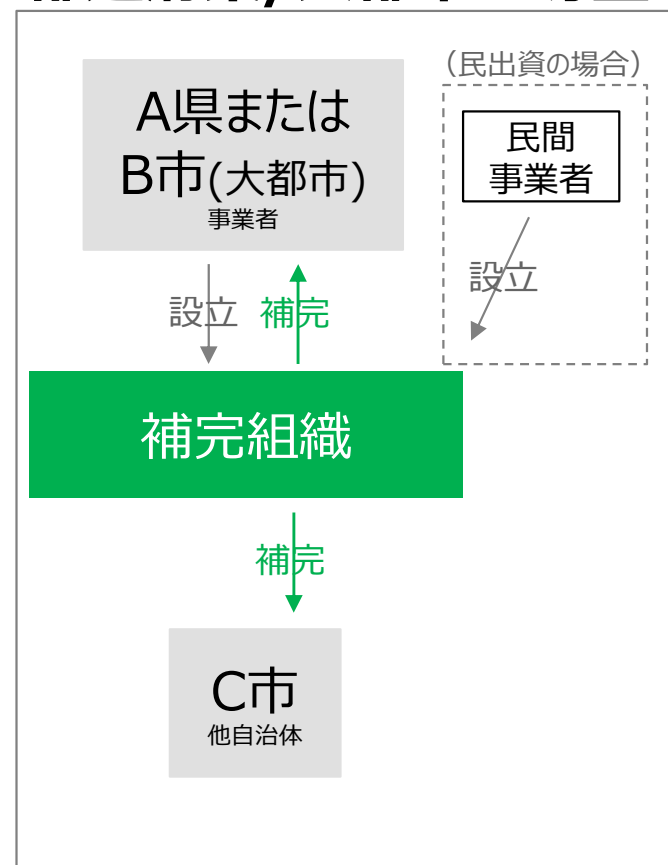 （民出資の場合）
A県または
B市(大都市)
事業者
民間
事業者
設立
補完
設立
補完組織
補完
C市
他自治体